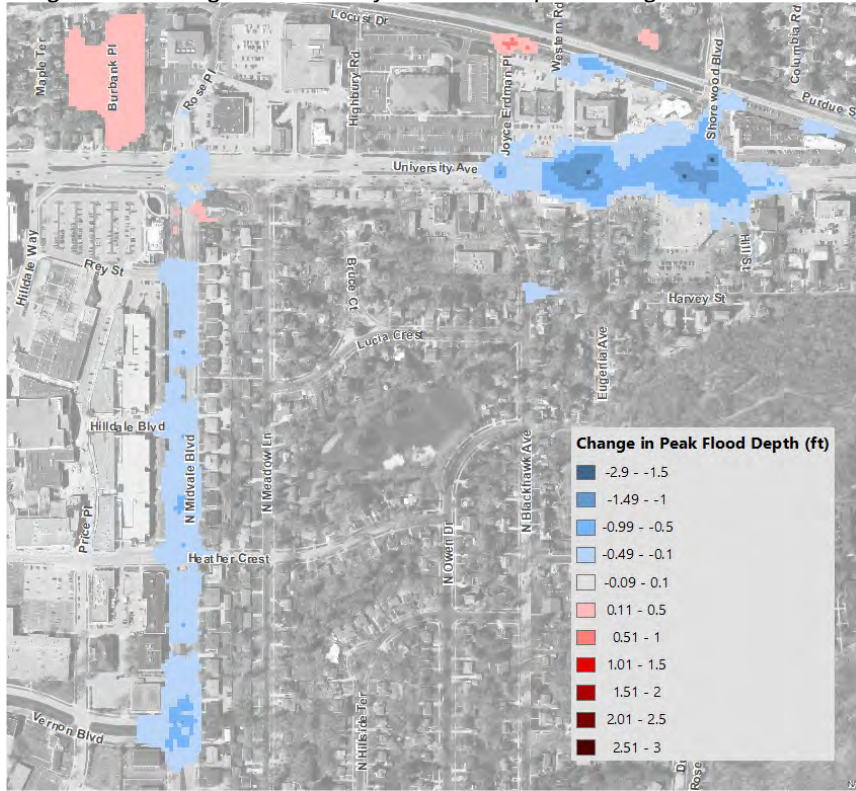 Locust Dr
Maple Ter
Burbank Pl
Rose Pl
Highbury Rd
Joyce Erdman Pl
Western Rd
Shorewood Blvd
Columbia Rd
Purdue S
University Ave
Hilldale Way
Frey St
Bruce Ct
Hill St
Harvey St
Lucia Crest
Eugenia Ave
Hilldale Blvd
N Midvale Blvd
N Meadow Ln
N Blackhawk Ave
Price Pl
Heather Crest
N Owen Dr
Vernon Blvd
N Hillside Ter
Change in Peak Flood Depth (ft)
-2.9 - -1.5
-1.49 - -1
-0.99 - -0.5
-0.49 - -0.1
-0.09 - 0.1
0.11 - 0.5
0.51 - 1
1.01 - 1.5
1.51 - 2
2.01 - 2.5
2.51 - 3
Rose